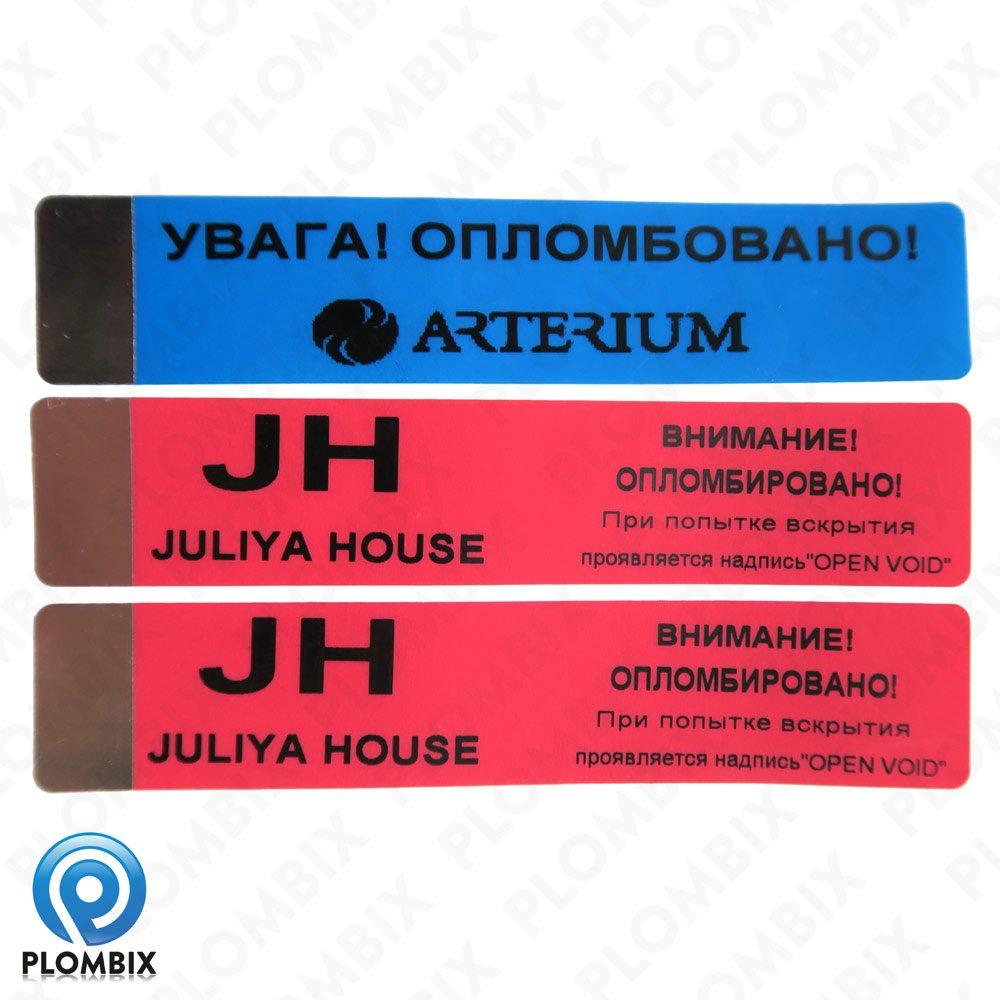 УВАГА! ОПЛОМБОВАНО!
ARTERIUM
JH
JULIYA HOUSE
ВНИМАНИЕ!
ОПЛОМБИРОВАНО!
При попытке вскрытия
проявляется надпись"OPEN VOID"
JH
JULIYA HOUSE
ВНИМАНИЕ!
ОПЛОМБИРОВАНО!
При попытке вскрытия
проявляется надпись"OPEN VOID"
PLOMBIX